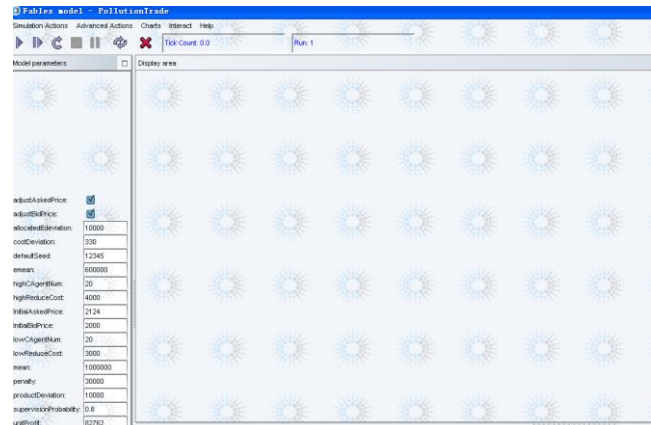 Fables model - PollutionTrade
Simulation Actions Advanced Actions Charts Interact Help
Tick Count: 0.0 Run: 1
Model parameters Display area
adjustAskedPrice:
adjustBidPrice:
allocatedEdeviation: 10000
costDeviation: 330
defaultSeed: 12345
emean: 600000
highCAgentNum: 20
highReduceCost: 4000
InitialAskedPrice: 2124
InitialBidPrice: 2000
lowCAgentNum: 20
lowReduceCost: 3000
mean: 1000000
penalty: 30000
productDeviation: 10000
supervisionProbablity: 0.8
unitProfit: 82762